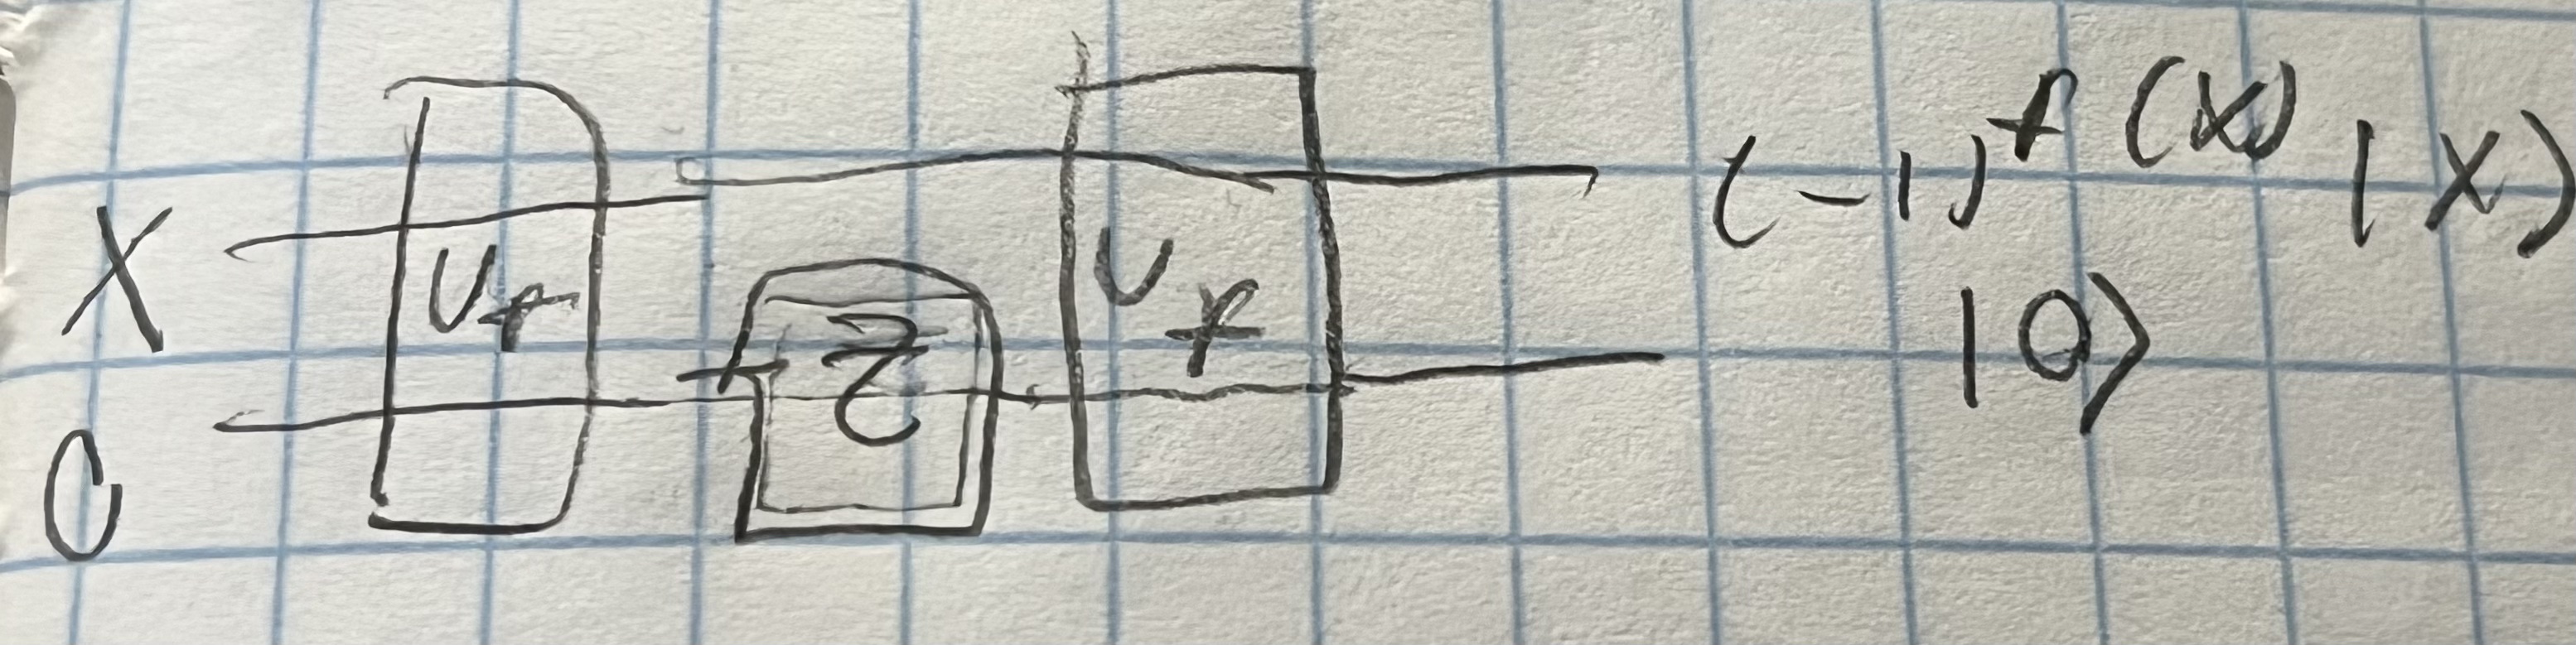 X U_f U_f (-1)^f(x) |x⟩
0 Z |0⟩